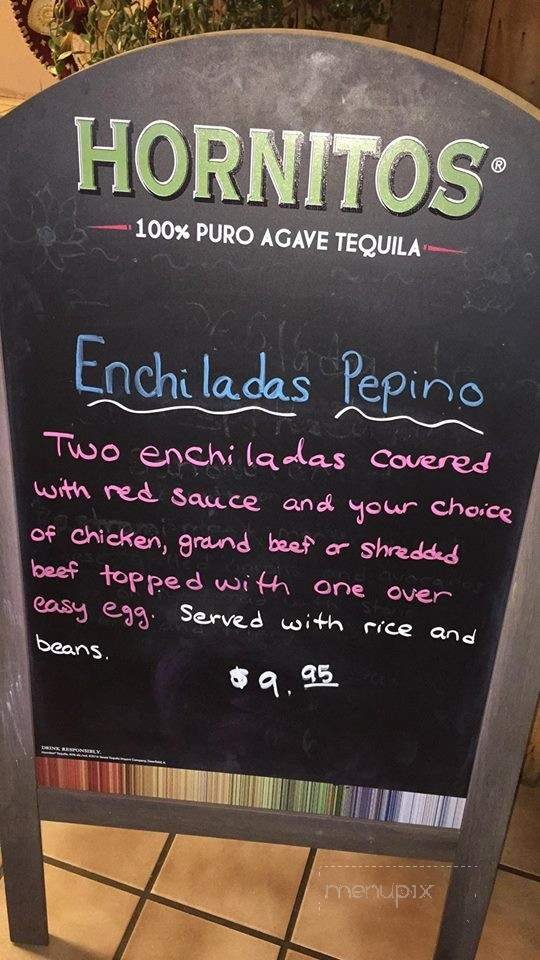 HORNITOS®
100% PURO AGAVE TEQUILA
Enchiladas Pepino
Two enchiladas covered
with red sauce and your choice
of chicken, grand beef or shredded
beef topped with one over
easy egg. Served with rice and
beans.
$9.95
DRINK RESPONSIBLY.
menupix